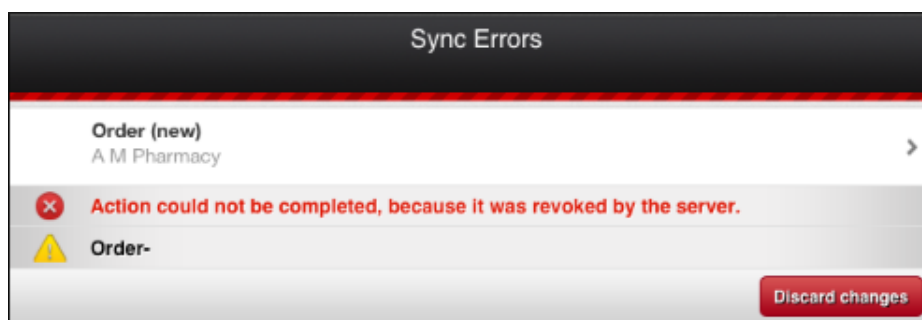 Sync Errors
Order (new)
A M Pharmacy
Action could not be completed, because it was revoked by the server.
Order-
Discard changes